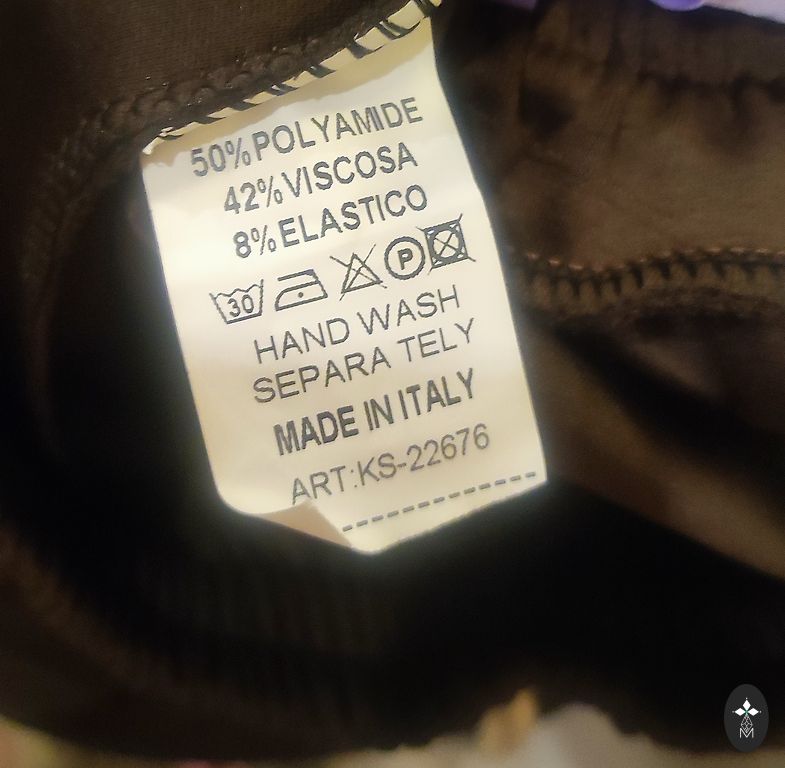 50%POLYAMIDE
42%VISCOSA
8%ELASTICO
30 P
HAND WASH
SEPARA TELY
MADE IN ITALY
ART:KS-22676
M